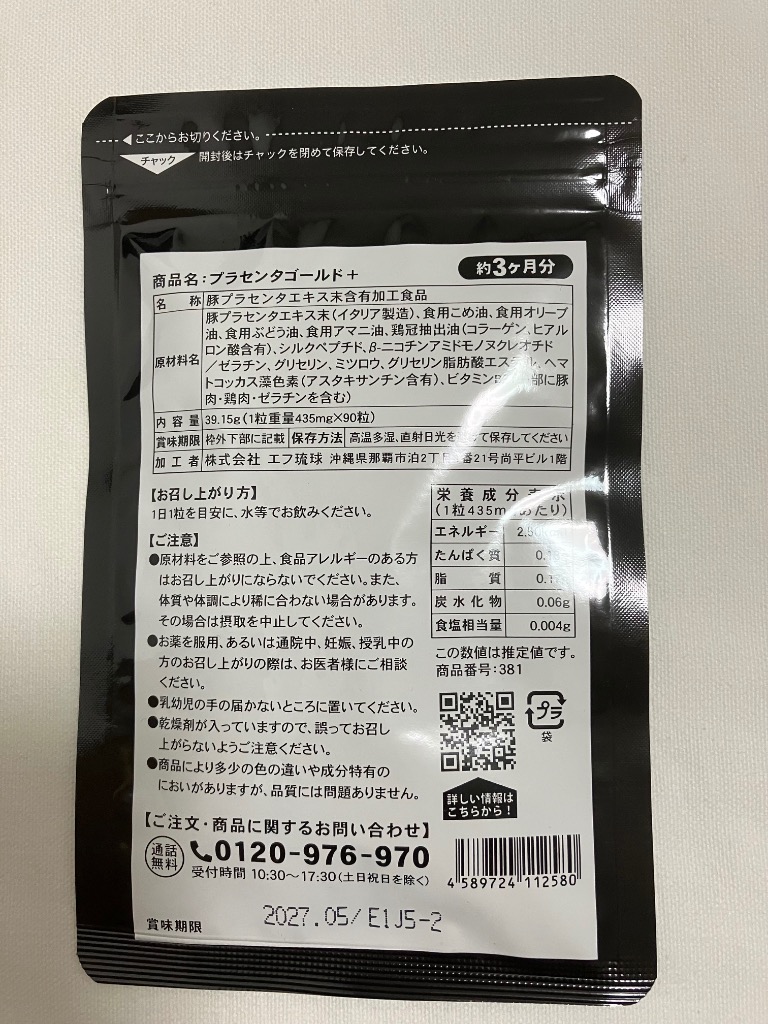 ここからお切りください。
チャック 開封後はチャックを閉めて保存してください。
商品名:プラセンタゴールド+ 約3ヶ月分
名称 豚プラセンタエキス末含有加工食品
原材料名 豚プラセンタエキス末(イタリア製造)、食用こめ油、食用オリーブ
油、食用ぶどう油、食用アマニ油、鶏冠抽出油(コラーゲン、ヒアル
ロン酸含有)、シルクペプチド、β-ニコチンアミドモノヌクレオチド
/ゼラチン、グリセリン、ミツロウ、グリセリン脂肪酸エステル、ヘマ
トコッカス藻色素(アスタキサンチン含有)、ビタミン 部に豚
肉・鶏肉・ゼラチンを含む)
内容量 39.15g(1粒重量435mg×90粒)
賞味期限 枠外下部に記載 保存方法 高温多湿、直射日光を て保存してください
加工者 株式会社 エフ琉球 沖縄県那覇市泊2丁 番21号尚平ビル1階
【お召し上がり方】
1日1粒を目安に、水等でお飲みください。
【ご注意】
●原材料をご参照の上、食品アレルギーのある方
はお召し上がりにならないでください。また、
体質や体調により稀に合わない場合があります。
その場合は摂取を中止してください。
●お薬を服用、あるいは通院中、妊娠、授乳中の
方のお召し上がりの際は、お医者様にご相談
ください。
●乳幼児の手の届かないところに置いてください。
●乾燥剤が入っていますので、誤ってお召し
上がらないようご注意ください。
●商品により多少の色の違いや成分特有の
においがありますが、品質には問題ありません。
栄養成分表示
(1粒435mgあたり)
エネルギー
たんぱく質
脂質
炭水化物 0.06g
食塩相当量 0.004g
この数値は推定値です。
商品番号:381
プラ
袋
詳しい情報は
こちらから!
【ご注文・商品に関するお問い合わせ】
通話
無料
0120-976-970
受付時間 10:30〜17:30(土日祝日を除く)
4 589724 112580
賞味期限 2027.05/E1J5-2